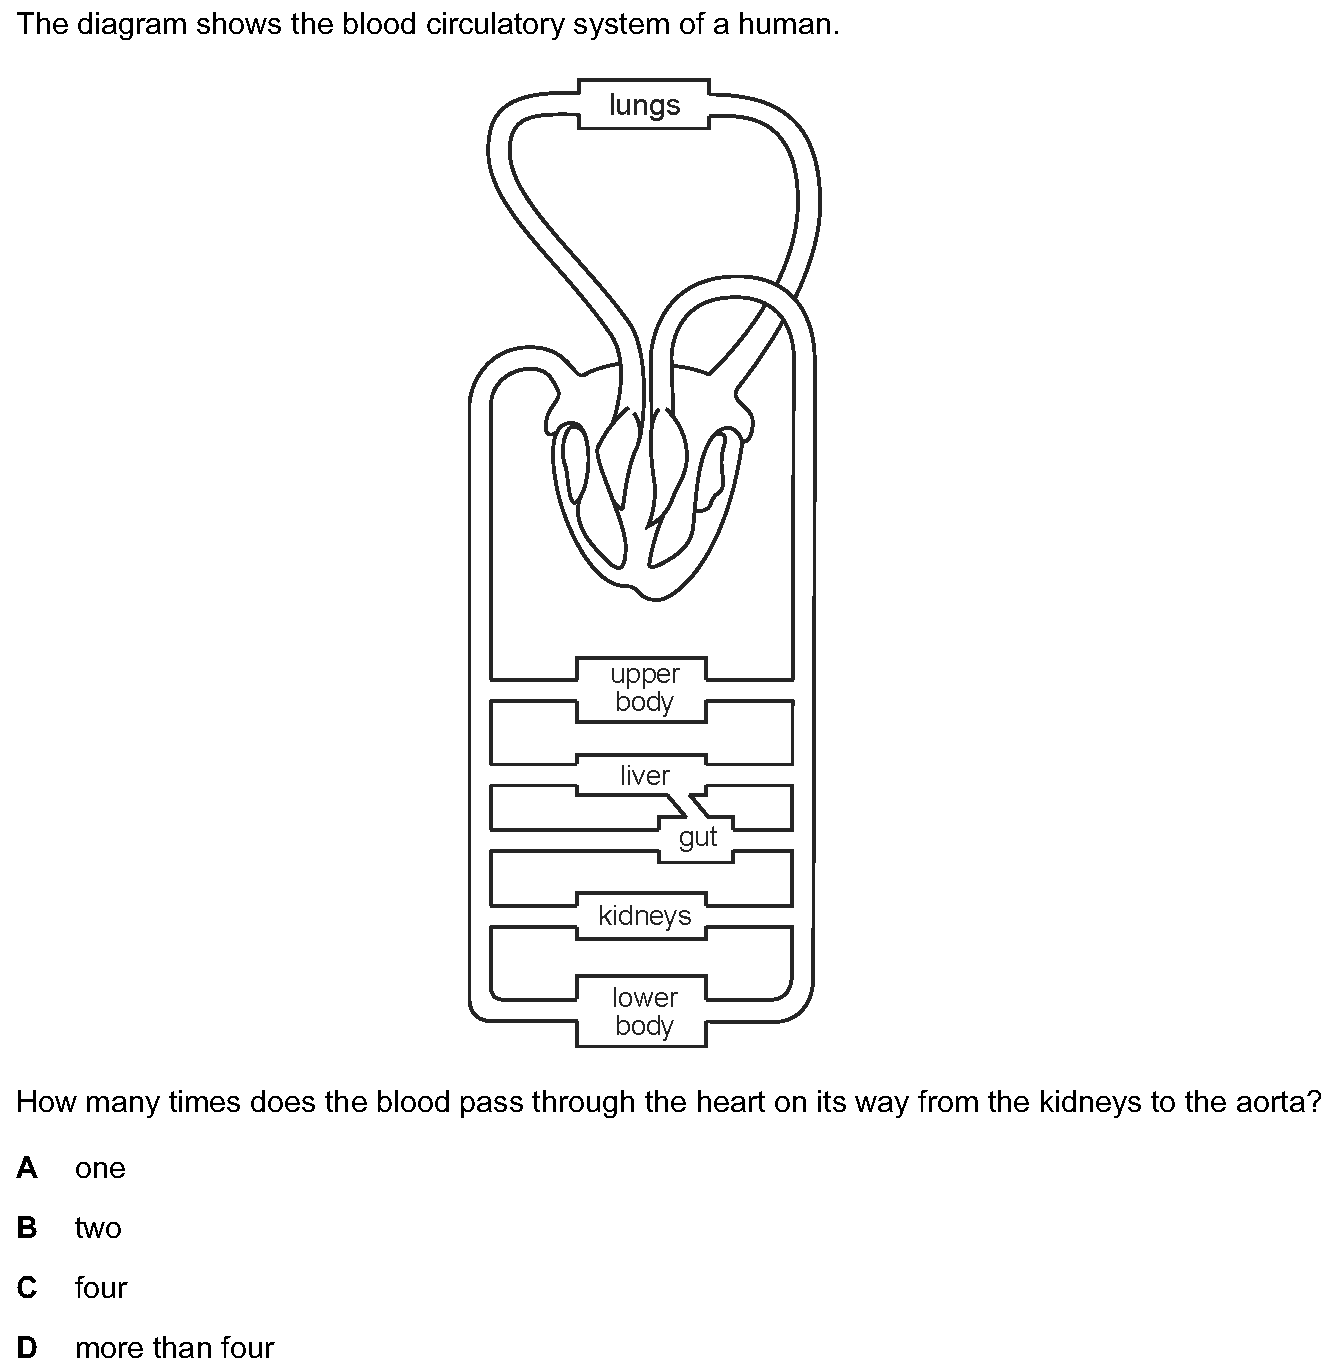 The diagram shows the blood circulatory system of a human.
lungs
upper
body
liver
gut
kidneys
lower
body
How many times does the blood pass through the heart on its way from the kidneys to the aorta?
A one
B two
C four
D more than four